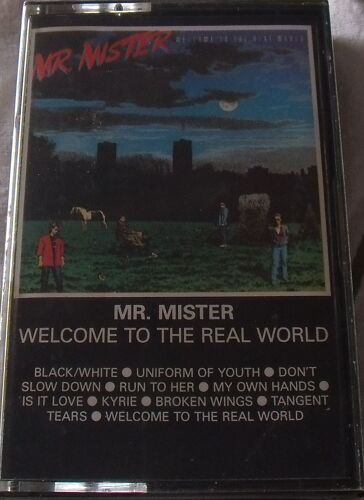 MR. MISTER
WELCOME TO THE REAL WORLD
MR. MISTER
WELCOME TO THE REAL WORLD
BLACK/WHITE ● UNIFORM OF YOUTH ● DON'T
SLOW DOWN ● RUN TO HER ● MY OWN HANDS ●
IS IT LOVE ● KYRIE ● BROKEN WINGS ● TANGENT
TEARS ● WELCOME TO THE REAL WORLD